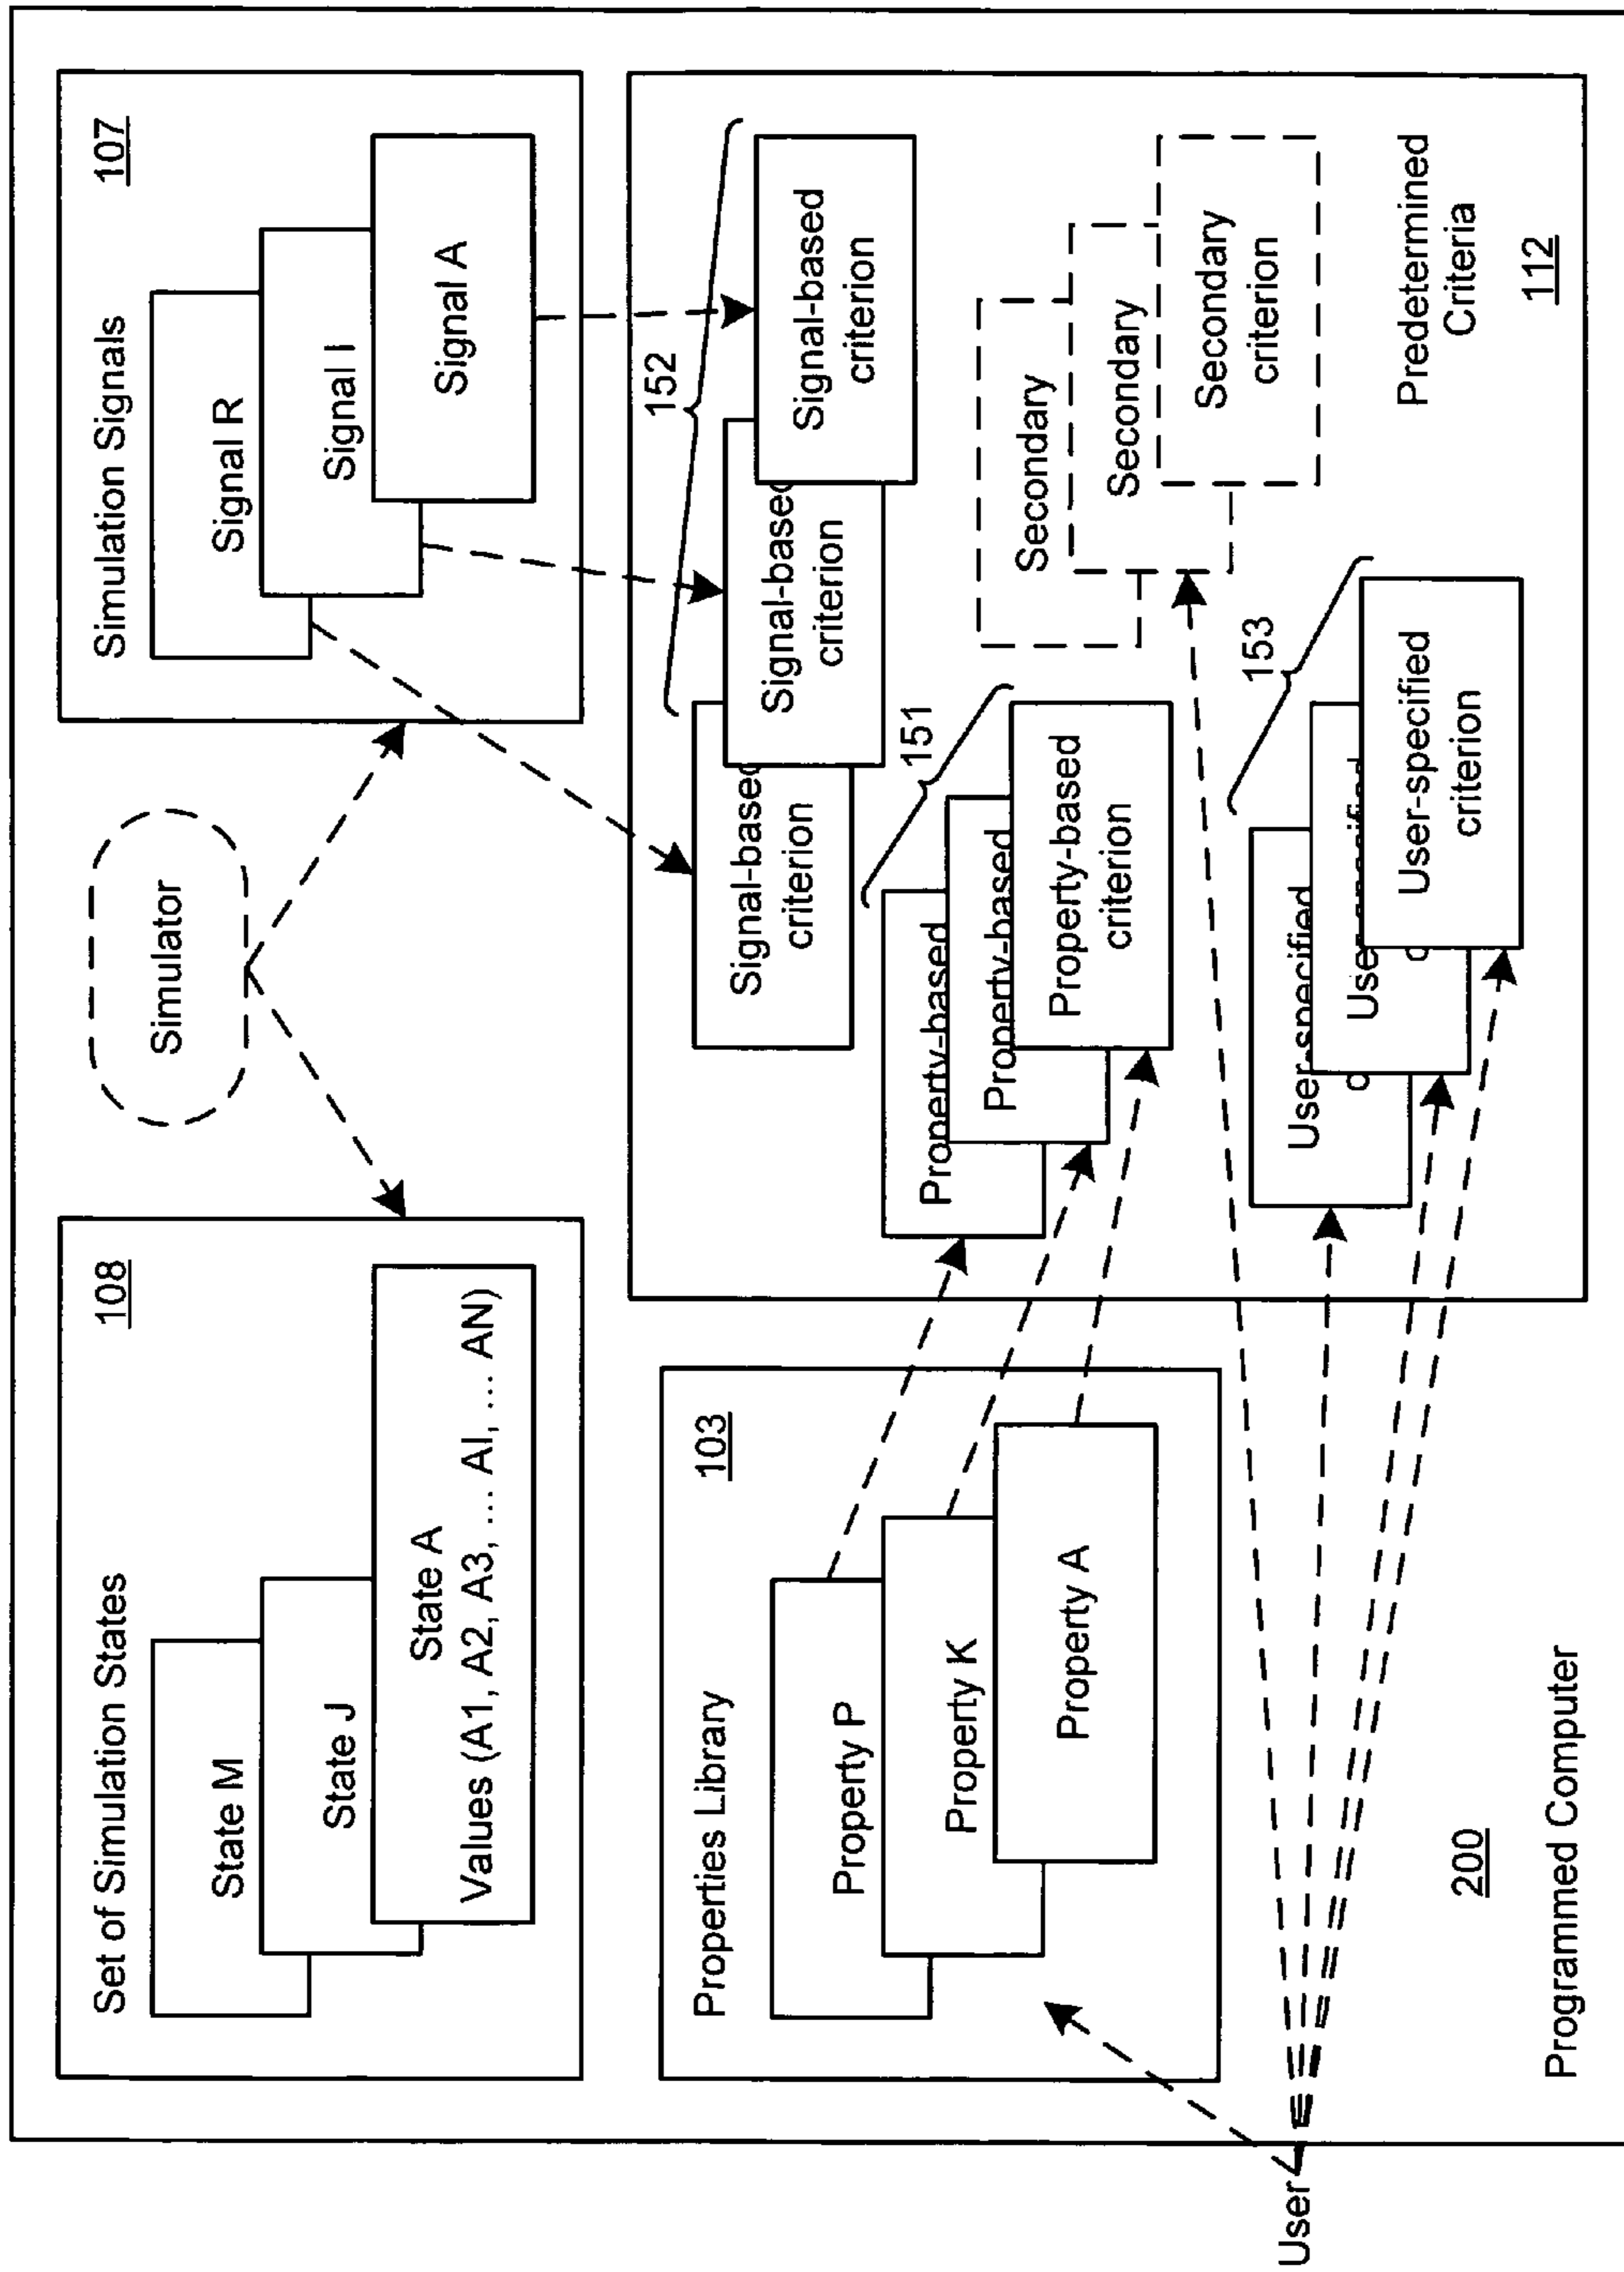 Set of Simulation States
108
State M
State J
State A
Values (A1, A2, A3, ... AI, ... AN)
Simulator
Simulation Signals
107
Signal R
Signal I
Signal A
Properties Library
103
Property P
Property K
Property A
152
Signal-based
criterion
Signal-based
criterion
Signal-based
criterion
151
Property-based
Property-based
Property-based
criterion
Secondary
Secondary
Secondary
criterion
153
User-specified
User-specified
criterion
Predetermined
Criteria
112
User
200
Programmed Computer